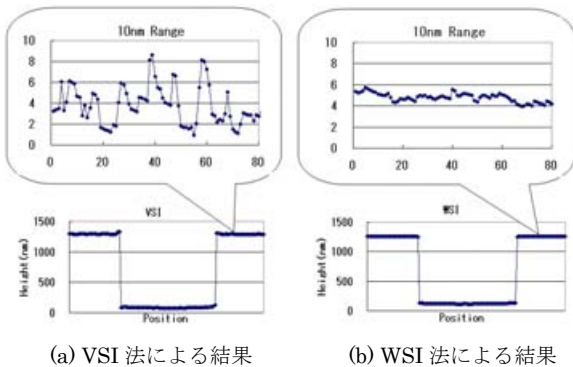 10nm Range
10
8
6
4
2
0
0 20 40 60 80
VSI
1500
1000
500
0
Height(nm)
Position
(a) VSI 法による結果
10nm Range
10
8
6
4
2
0
0 20 40 60 80
WSI
1500
1000
500
0
Height(nm)
Position
(b) WSI 法による結果